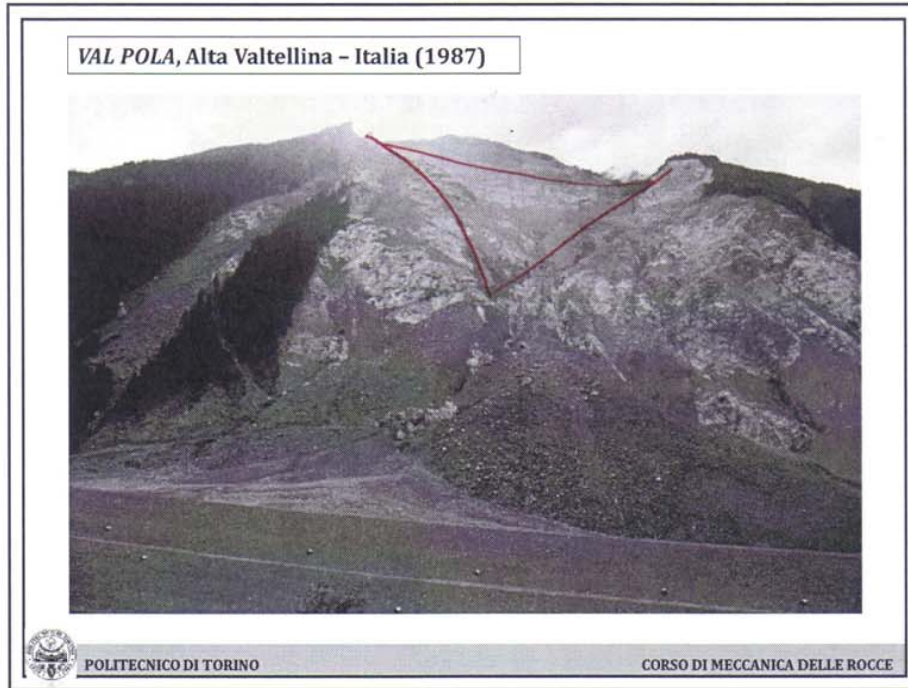 VAL POLA, Alta Valtellina – Italia (1987)
POLITECNICO DI TORINO
CORSO DI MECCANICA DELLE ROCCE